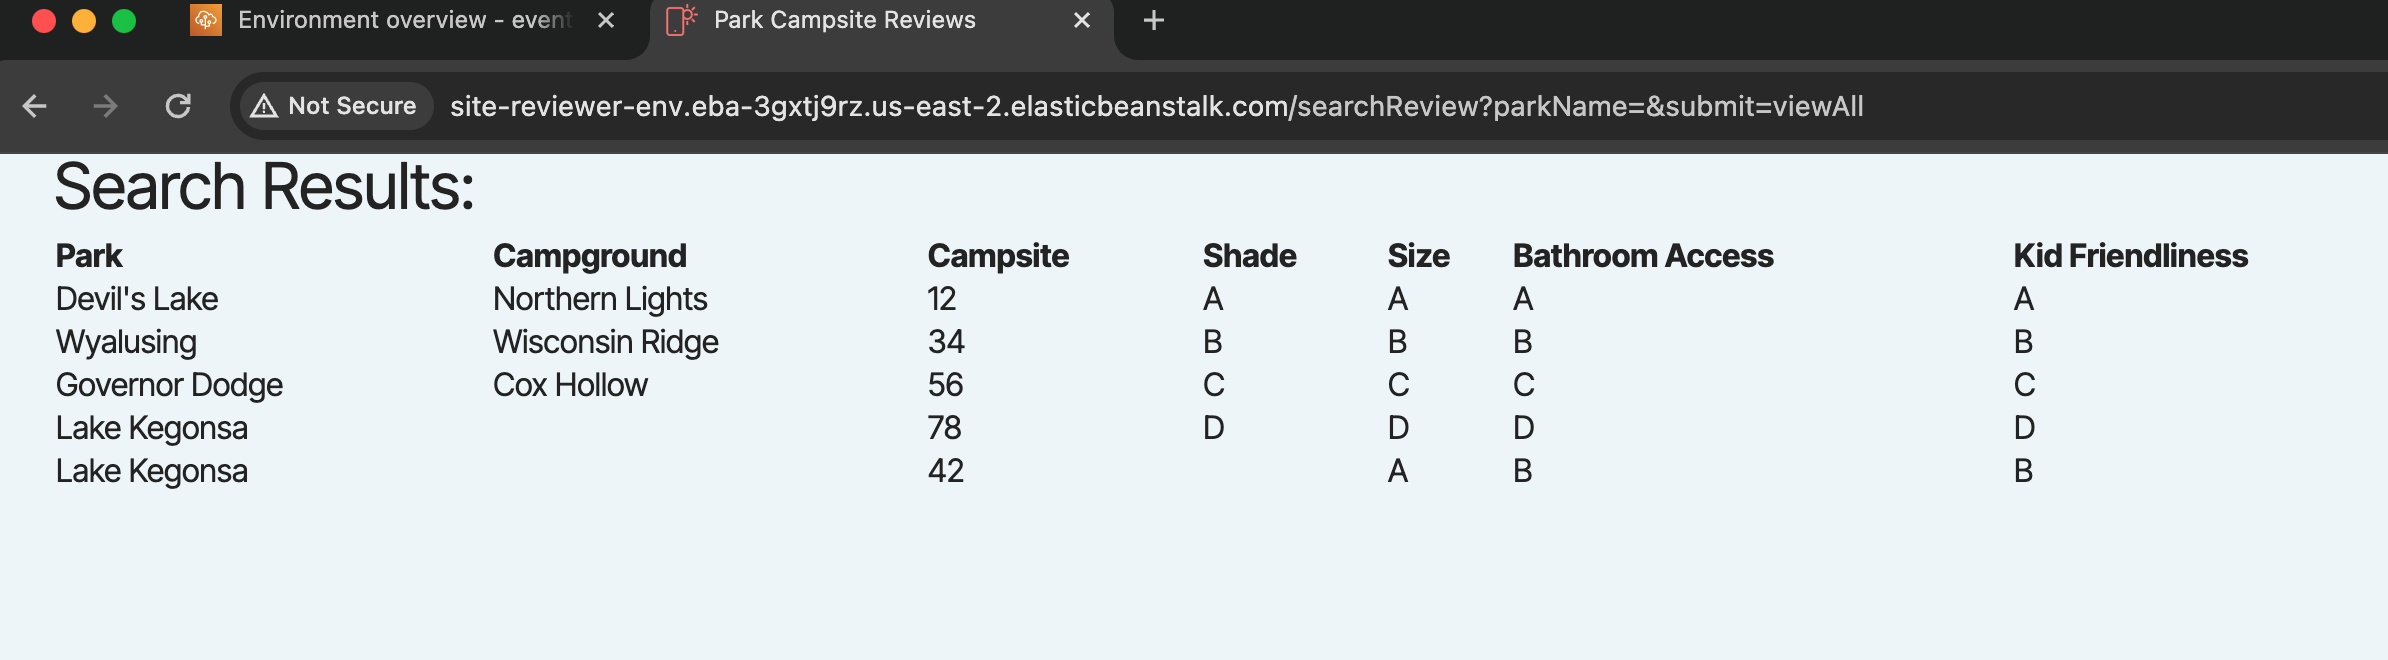 Environment overview - event
Park Campsite Reviews
Not Secure site-reviewer-env.eba-3gxtj9rz.us-east-2.elasticbeanstalk.com/searchReview?parkName=&submit=viewAll
Search Results:
Park Campground Campsite Shade Size Bathroom Access Kid Friendliness
Devil's Lake Northern Lights 12 A A A A
Wyalusing Wisconsin Ridge 34 B B B B
Governor Dodge Cox Hollow 56 C C C C
Lake Kegonsa 78 D D D D
Lake Kegonsa 42 A B B